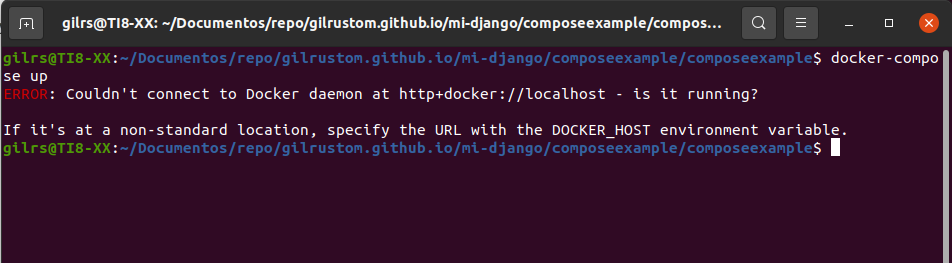 gilrs@TI8-XX: ~/Documentos/repo/gilrustom.github.io/mi-django/composeexample/compos...
gilrs@TI8-XX:~/Documentos/repo/gilrustom.github.io/mi-django/composeexample/composeexample$ docker-compo
se up
ERROR: Couldn't connect to Docker daemon at http+docker://localhost - is it running?
If it's at a non-standard location, specify the URL with the DOCKER_HOST environment variable.
gilrs@TI8-XX:~/Documentos/repo/gilrustom.github.io/mi-django/composeexample/composeexample$